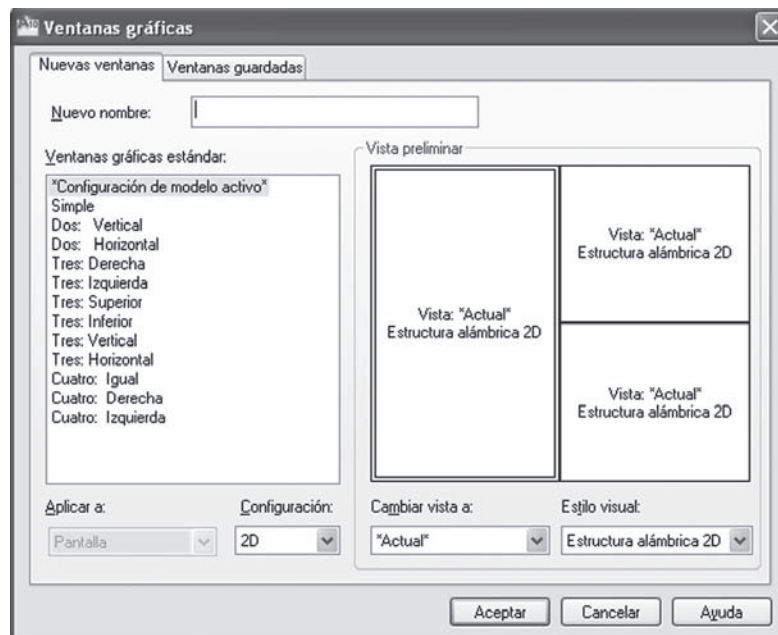 Ventanas gráficas
Nuevas ventanas
Ventanas guardadas
Nuevo nombre:
Ventanas gráficas estándar:
*Configuración de modelo activo*
Simple
Dos: Vertical
Dos: Horizontal
Tres: Derecha
Tres: Izquierda
Tres: Superior
Tres: Inferior
Tres: Vertical
Tres: Horizontal
Cuatro: Igual
Cuatro: Derecha
Cuatro: Izquierda
Vista preliminar
Vista: *Actual*
Estructura alámbrica 2D
Vista: *Actual*
Estructura alámbrica 2D
Vista: *Actual*
Estructura alámbrica 2D
Aplicar a:
Pantalla
Configuración:
2D
Cambiar vista a:
*Actual*
Estilo visual:
Estructura alámbrica 2D
Aceptar
Cancelar
Ayuda